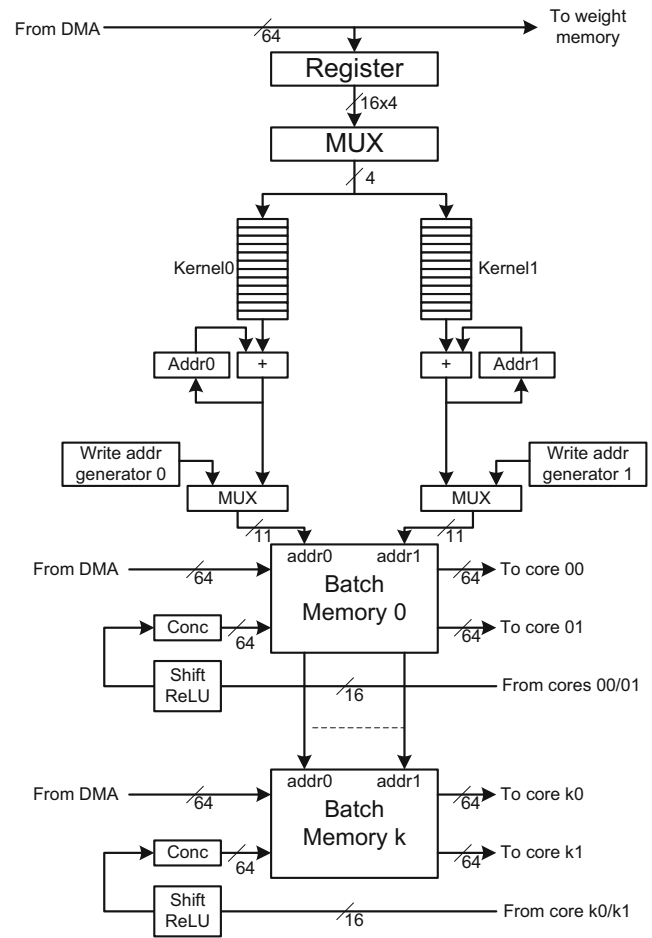 From DMA
64
To weight
memory
Register
16x4
MUX
4
Kernel0
Kernel1
Addr0
+
+
Addr1
Write addr
generator 0
MUX
MUX
Write addr
generator 1
11
11
addr0
addr1
From DMA
64
Batch
Memory 0
64
To core 00
Conc
64
64
To core 01
Shift
ReLU
16
From cores 00/01
addr0
addr1
From DMA
64
Batch
Memory k
64
To core k0
Conc
64
64
To core k1
Shift
ReLU
16
From core k0/k1